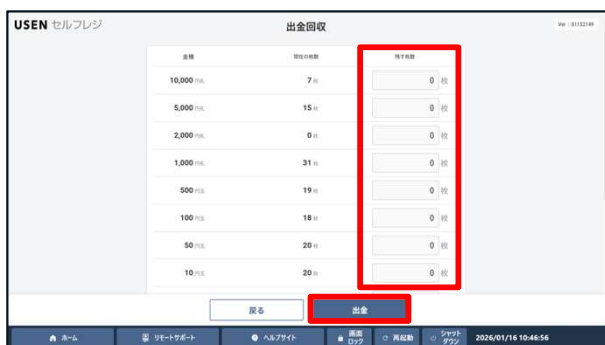 USEN セルフレジ 出金回収 Ver : 01152149
金種 現在の枚数 残す枚数
10,000 円札 7 枚 0 枚
5,000 円札 15 枚 0 枚
2,000 円札 0 枚 0 枚
1,000 円札 31 枚 0 枚
500 円玉 19 枚 0 枚
100 円玉 18 枚 0 枚
50 円玉 20 枚 0 枚
10 円玉 20 枚 0 枚
戻る 出金
ホーム リモートサポート ヘルプサイト 画面ロック 再起動 シャットダウン 2026/01/16 10:46:56